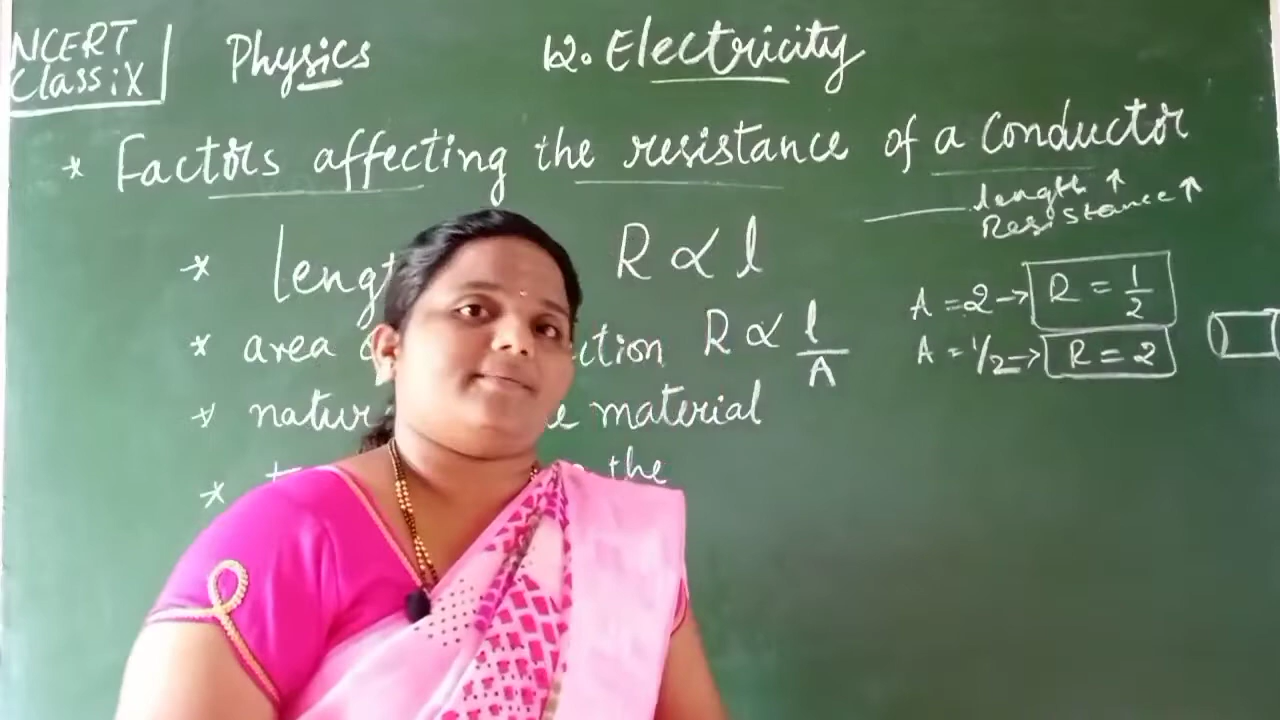 NCERT
Class iX
Physics
12. Electricity
* Factors affecting the resistance of a conductor
length ↑
Resistance ↑
* R ∝ l
* area R ∝ l/A
* material
* the
A = 2 → R = 1/2
A = 1/2 → R = 2